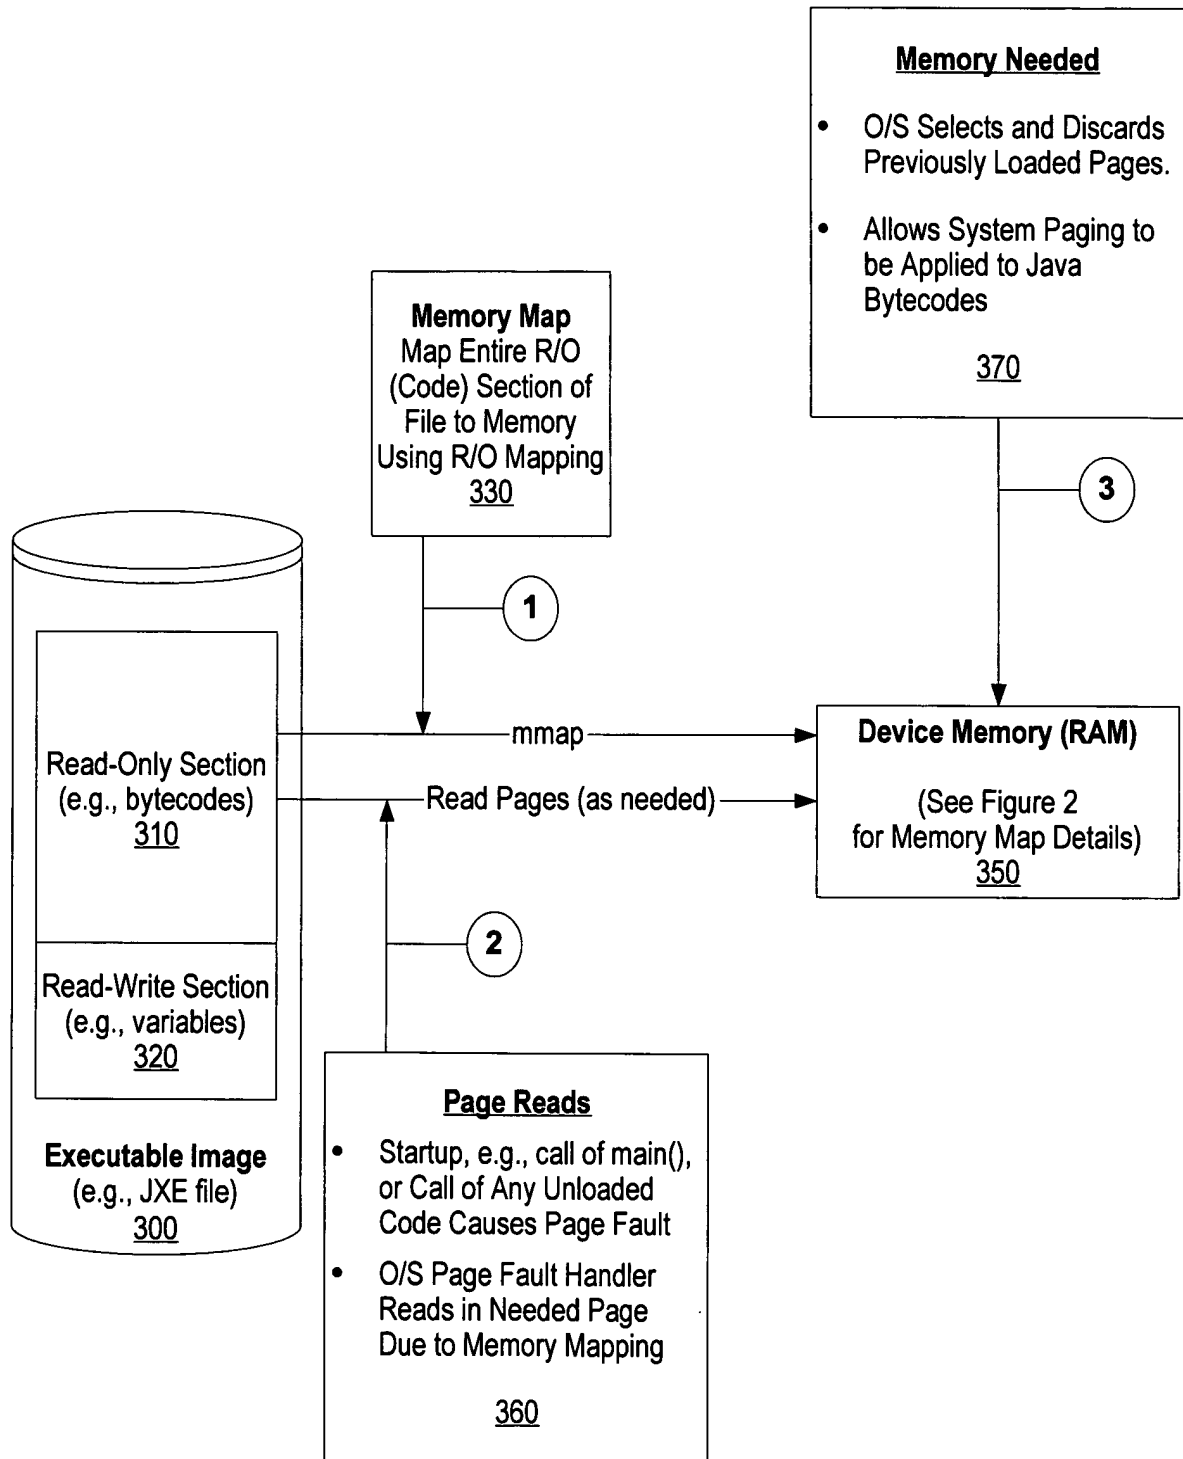 Memory Needed
• O/S Selects and Discards
Previously Loaded Pages.
• Allows System Paging to
be Applied to Java
Bytecodes
370
Memory Map
Map Entire R/O
(Code) Section of
File to Memory
Using R/O Mapping
330
3
1
mmap
Read Pages (as needed)
Device Memory (RAM)
(See Figure 2
for Memory Map Details)
350
Read-Only Section
(e.g., bytecodes)
310
2
Read-Write Section
(e.g., variables)
320
Executable Image
(e.g., JXE file)
300
Page Reads
• Startup, e.g., call of main(),
or Call of Any Unloaded
Code Causes Page Fault
• O/S Page Fault Handler
Reads in Needed Page
Due to Memory Mapping
360